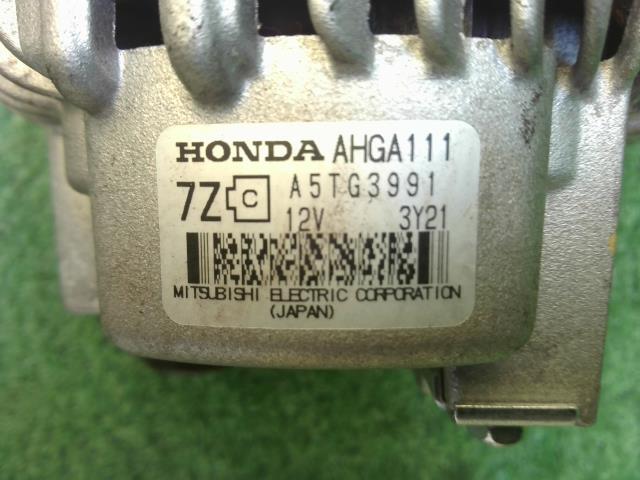 HONDA AHGA111
7Z C A5TG3991
12V 3Y21
MITSUBISHI ELECTRIC CORPORATION
(JAPAN)